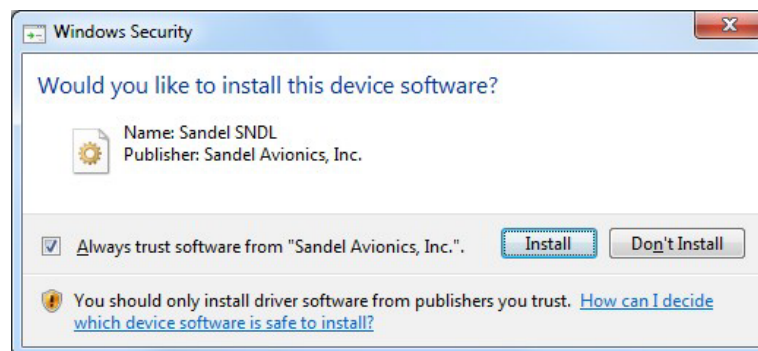 Windows Security
Would you like to install this device software?
Name: Sandel SNDL
Publisher: Sandel Avionics, Inc.
Always trust software from "Sandel Avionics, Inc.".
Install
Don't Install
You should only install driver software from publishers you trust. How can I decide
which device software is safe to install?